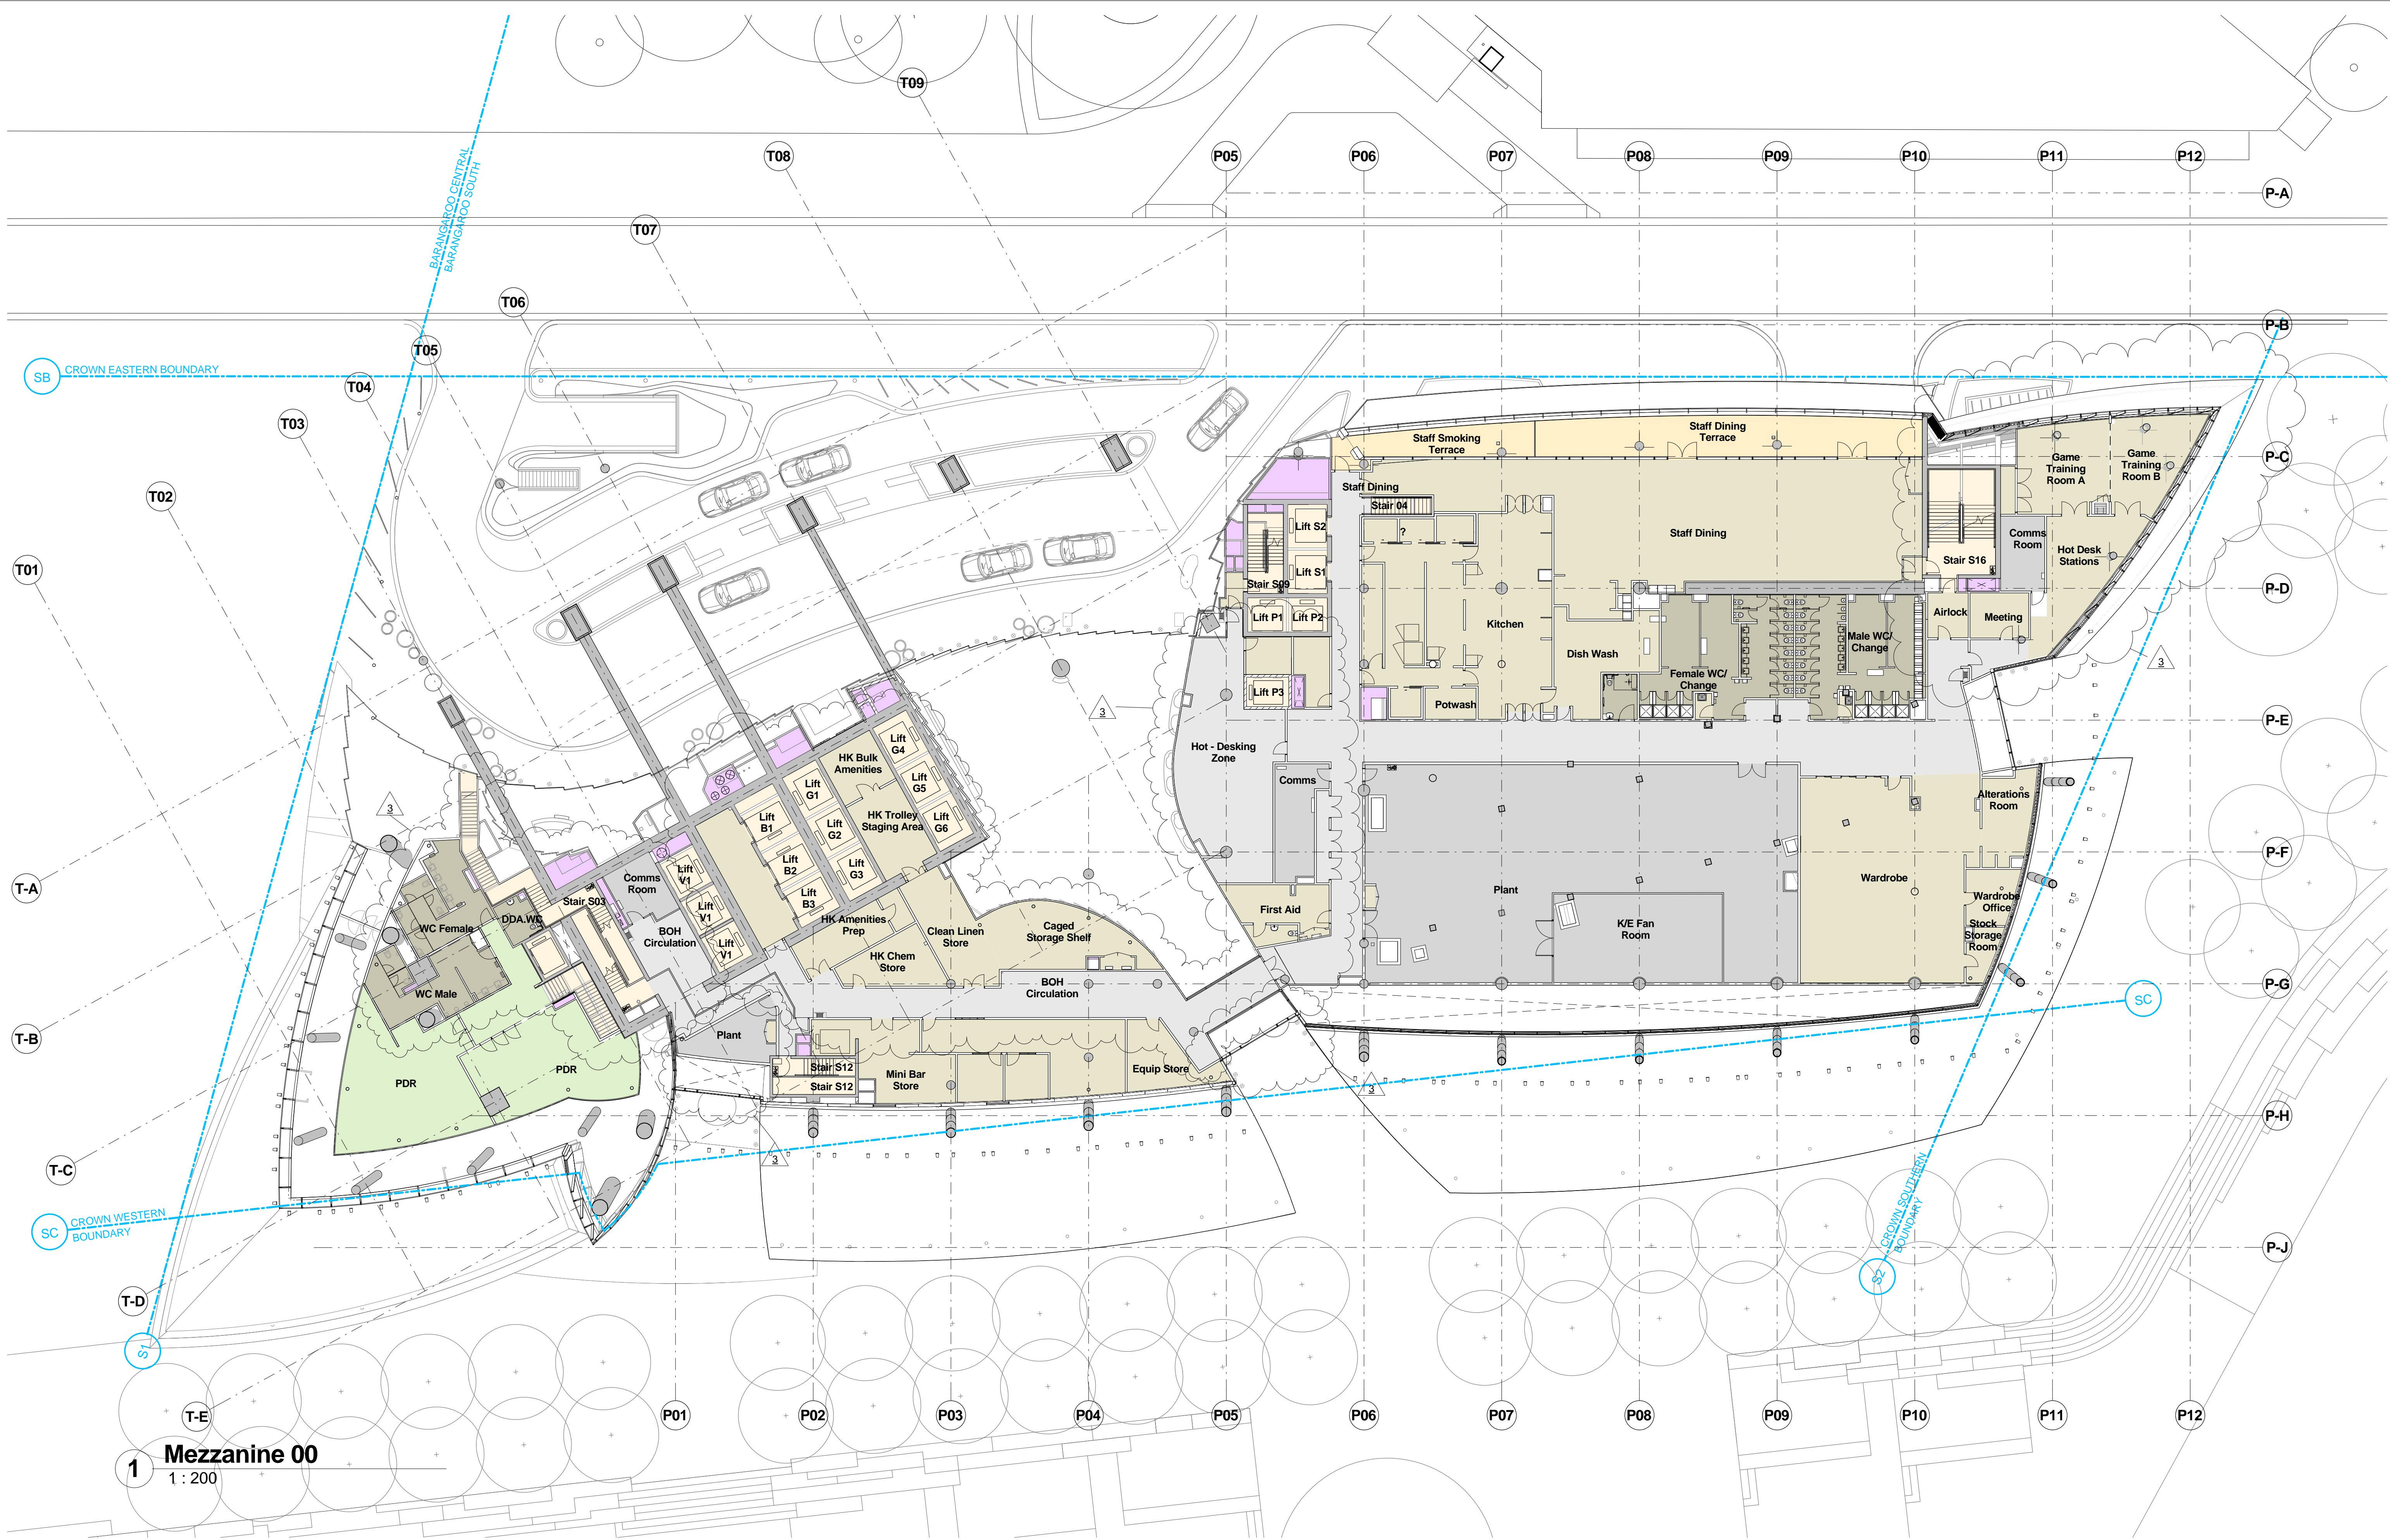 T09
T08
P05
P06
P07
P08
P09
P10
P11
P12
P-A
BARANGAROO CENTRAL
BARANGAROO SOUTH
T07
T06
P-B
T05
SB
CROWN EASTERN BOUNDARY
T04
T03
T02
T01
Staff Smoking
Terrace
Staff Dining
Terrace
Game
Training
Room A
Game
Training
Room B
P-C
Staff Dining
Stair 04
Lift S2
?
Staff Dining
Comms
Room
Hot Desk
Stations
Lift S1
Stair S09
Stair S16
P-D
Lift P1
Lift P2
Kitchen
Airlock
Meeting
Dish Wash
Male WC/
Change
3
Female WC/
Change
Lift P3
Potwash
3
P-E
Hot - Desking
Zone
Lift
G4
HK Bulk
Amenities
Lift
G5
Lift
G1
Comms
Alterations
Room
3
Lift
B1
Lift
G2
HK Trolley
Staging Area
Lift
G6
P-F
Lift
B2
Lift
G3
Comms
Room
Lift
V1
T-A
Plant
Wardrobe
Stair S03
Lift
B3
Lift
V1
Wardrobe
Office
DDA.WC
First Aid
WC Female
HK Amenities
Prep
Clean Linen
Store
Caged
Storage Shelf
K/E Fan
Room
Stock
Storage
Room
BOH
Circulation
Lift
V1
HK Chem
Store
P-G
WC Male
BOH
Circulation
SC
T-B
Plant
PDR
PDR
Stair S12
Stair S12
Mini Bar
Store
Equip Store
3
P-H
3
T-C
SC
CROWN WESTERN
BOUNDARY
CROWN SOUTHERN
BOUNDARY
P-J
S2
T-D
S1
T-E
P01
P02
P03
P04
P05
P06
P07
P08
P09
P10
P11
P12
1
Mezzanine 00
1 : 200